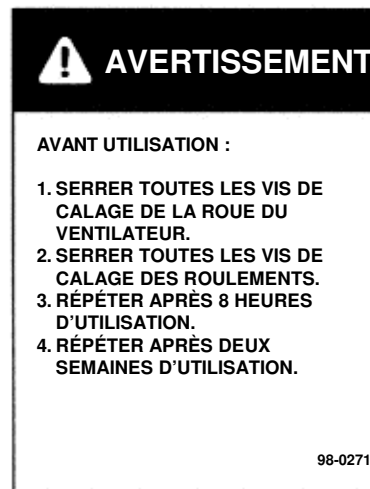 AVERTISSEMENT
AVANT UTILISATION :
1. SERRER TOUTES LES VIS DE
CALAGE DE LA ROUE DU
VENTILATEUR.
2. SERRER TOUTES LES VIS DE
CALAGE DES ROULEMENTS.
3. RÉPÉTER APRÈS 8 HEURES
D'UTILISATION.
4. RÉPÉTER APRÈS DEUX
SEMAINES D'UTILISATION.
98-0271